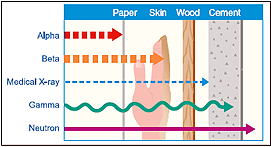 Paper Skin Wood Cement
Alpha
Beta
Medical X-ray
Gamma
Neutron